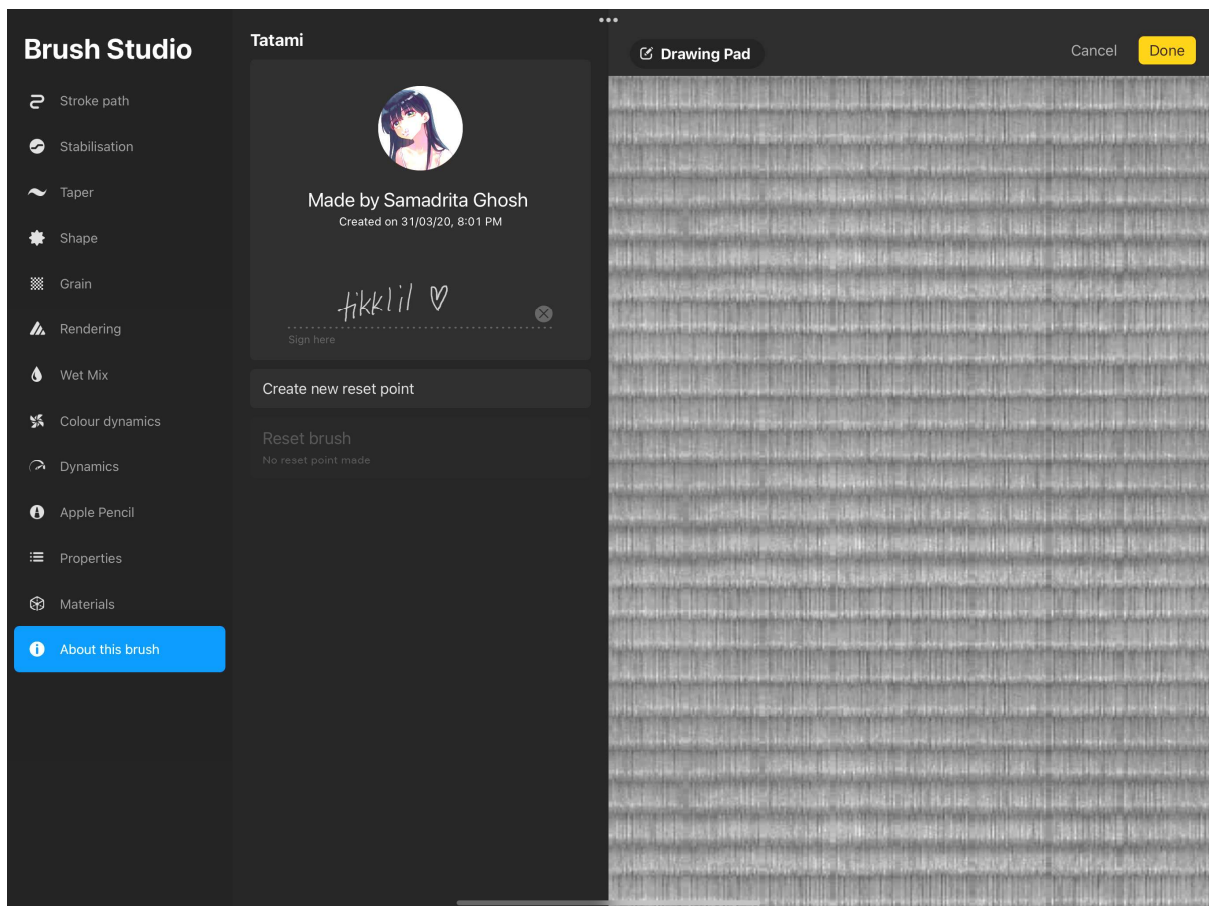 Brush Studio
Stroke path
Stabilisation
Taper
Shape
Grain
Rendering
Wet Mix
Colour dynamics
Dynamics
Apple Pencil
Properties
Materials
About this brush
Tatami
Made by Samadrita Ghosh
Created on 31/03/20, 8:01 PM
tikklil ♡
Sign here
Create new reset point
Reset brush
No reset point made
Drawing Pad
Cancel
Done